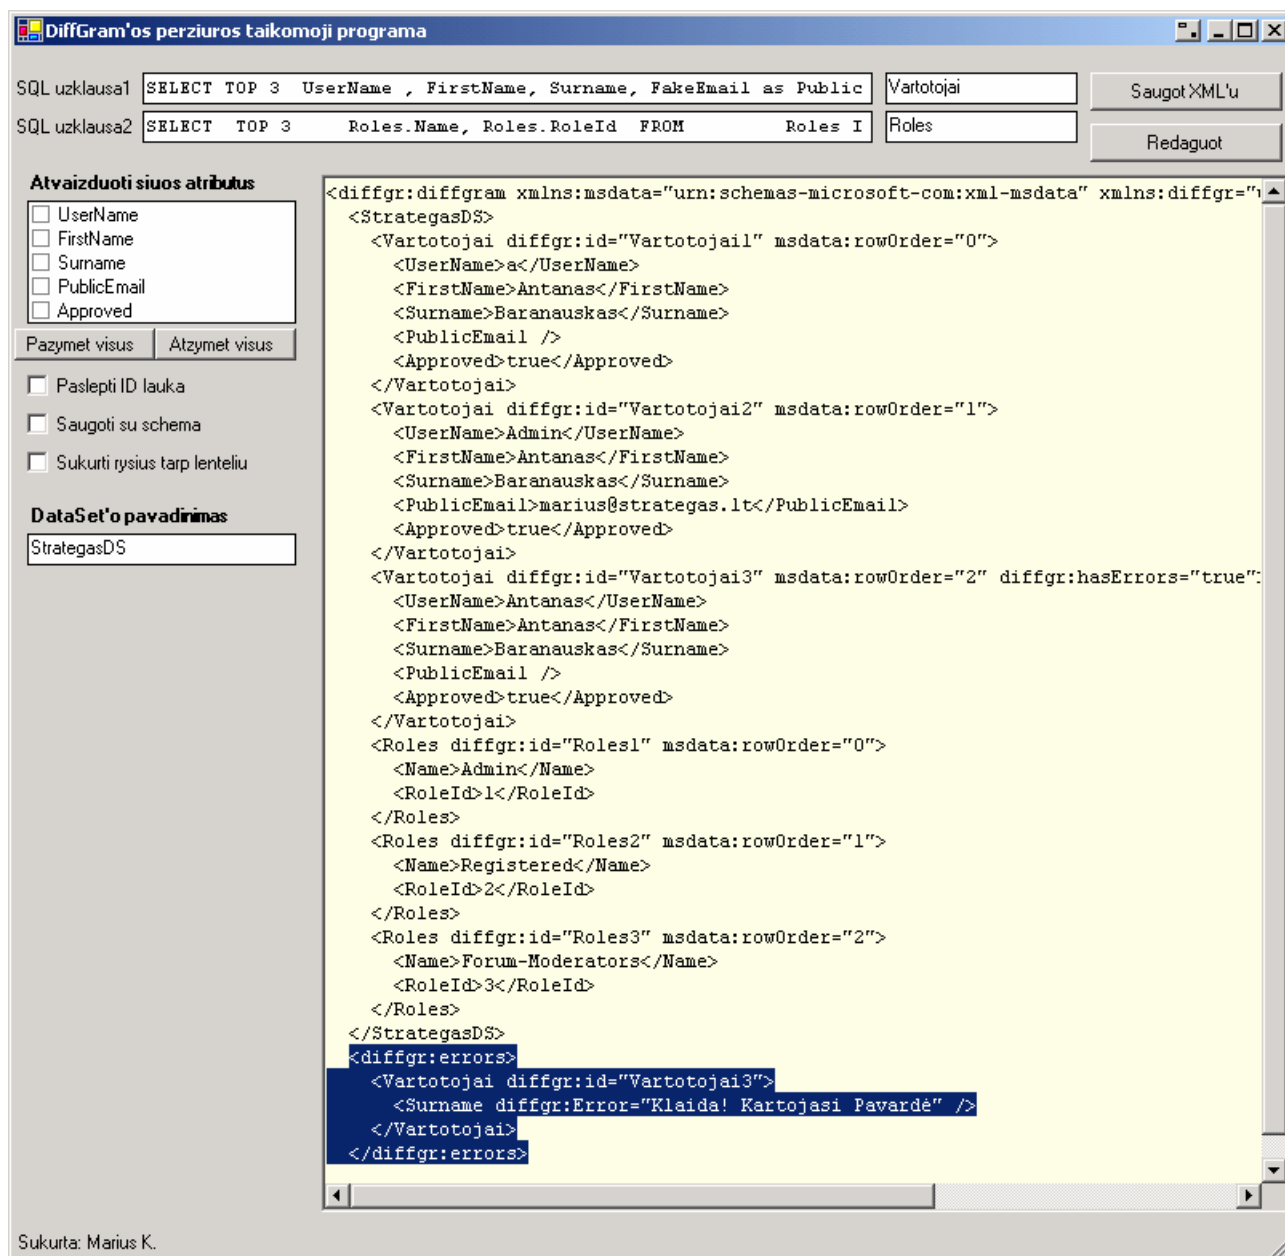 DiffGram'os perziuros taikomoji programa
SQL uzklausa1 SELECT TOP 3  UserName , FirstName, Surname, FakeEmail as Public Vartotojai Saugot XML'u
SQL uzklausa2 SELECT  TOP 3     Roles.Name, Roles.RoleId  FROM         Roles I Roles
Redaguot
Atvaizduoti siuos atributus
UserName
FirstName
Surname
PublicEmail
Approved
Pazymet visus Atzymet visus
Paslepti ID lauka
Saugoti su schema
Sukurti rysius tarp lenteliu
DataSet'o pavadinimas
StrategasDS
<diffgr:diffgram xmlns:msdata="urn:schemas-microsoft-com:xml-msdata" xmlns:diffgr="
  <StrategasDS>
    <Vartotojai diffgr:id="Vartotojai1" msdata:rowOrder="0">
      <UserName>a</UserName>
      <FirstName>Antanas</FirstName>
      <Surname>Baranauskas</Surname>
      <PublicEmail />
      <Approved>true</Approved>
    </Vartotojai>
    <Vartotojai diffgr:id="Vartotojai2" msdata:rowOrder="1">
      <UserName>Admin</UserName>
      <FirstName>Antanas</FirstName>
      <Surname>Baranauskas</Surname>
      <PublicEmail>marius@strategas.lt</PublicEmail>
      <Approved>true</Approved>
    </Vartotojai>
    <Vartotojai diffgr:id="Vartotojai3" msdata:rowOrder="2" diffgr:hasErrors="true"
      <UserName>Antanas</UserName>
      <FirstName>Antanas</FirstName>
      <Surname>Baranauskas</Surname>
      <PublicEmail />
      <Approved>true</Approved>
    </Vartotojai>
    <Roles diffgr:id="Roles1" msdata:rowOrder="0">
      <Name>Admin</Name>
      <RoleId>1</RoleId>
    </Roles>
    <Roles diffgr:id="Roles2" msdata:rowOrder="1">
      <Name>Registered</Name>
      <RoleId>2</RoleId>
    </Roles>
    <Roles diffgr:id="Roles3" msdata:rowOrder="2">
      <Name>Forum-Moderators</Name>
      <RoleId>3</RoleId>
    </Roles>
  </StrategasDS>
  <diffgr:errors>
    <Vartotojai diffgr:id="Vartotojai3">
      <Surname diffgr:Error="Klaida! Kartojasi Pavardė" />
    </Vartotojai>
  </diffgr:errors>
Sukurta: Marius K.